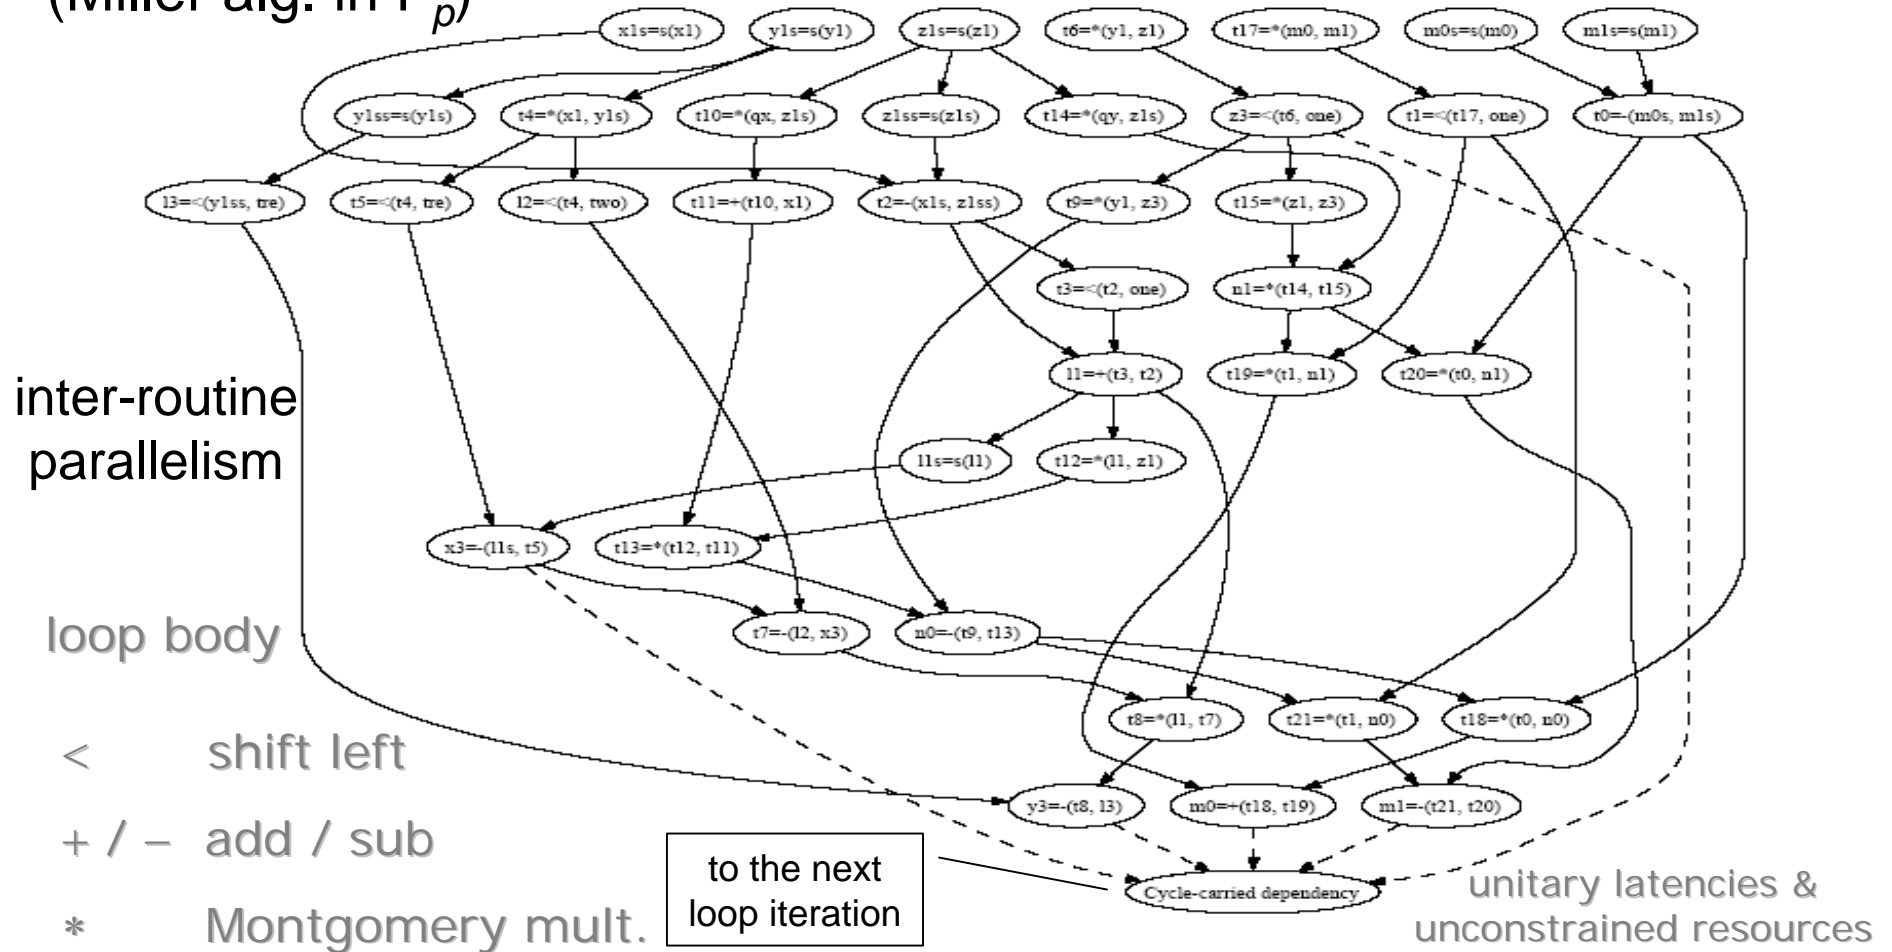 (Miller alg. in F p)
x1s=s(x1) y1s=s(y1) z1s=s(z1) t6=*(y1, z1) t17=*(m0, m1) m0s=s(m0) m1s=s(m1)
y1ss=s(y1s) t4=*(x1, y1s) t10=*(qx, z1s) z1ss=s(z1s) t14=*(qy, z1s) z3=<(t6, one) t1=<(t17, one) t0=-(m0s, m1s)
l3=<(y1ss, tre) t5=<(t4, tre) l2=<(t4, two) t11=+(t10, x1) t2=-(x1s, z1ss) t9=*(y1, z3) t15=*(z1, z3)
t3=<(t2, one) n1=*(t14, t15)
l1=+(t3, t2) t19=*(t1, n1) t20=*(t0, n1)
inter-routine
parallelism
l1s=s(l1) t12=*(l1, z1)
x3=-(l1s, t5) t13=*(t12, t11)
loop body
t7=-(l2, x3) n0=-(t9, t13)
t8=*(l1, t7) t21=*(t1, n0) t18=*(t0, n0)
< shift left
y3=-(t8, l3) m0=+(t18, t19) m1=-(t21, t20)
+ / – add / sub
to the next
loop iteration
Cycle-carried dependency
* Montgomery mult.
unitary latencies &
unconstrained resources